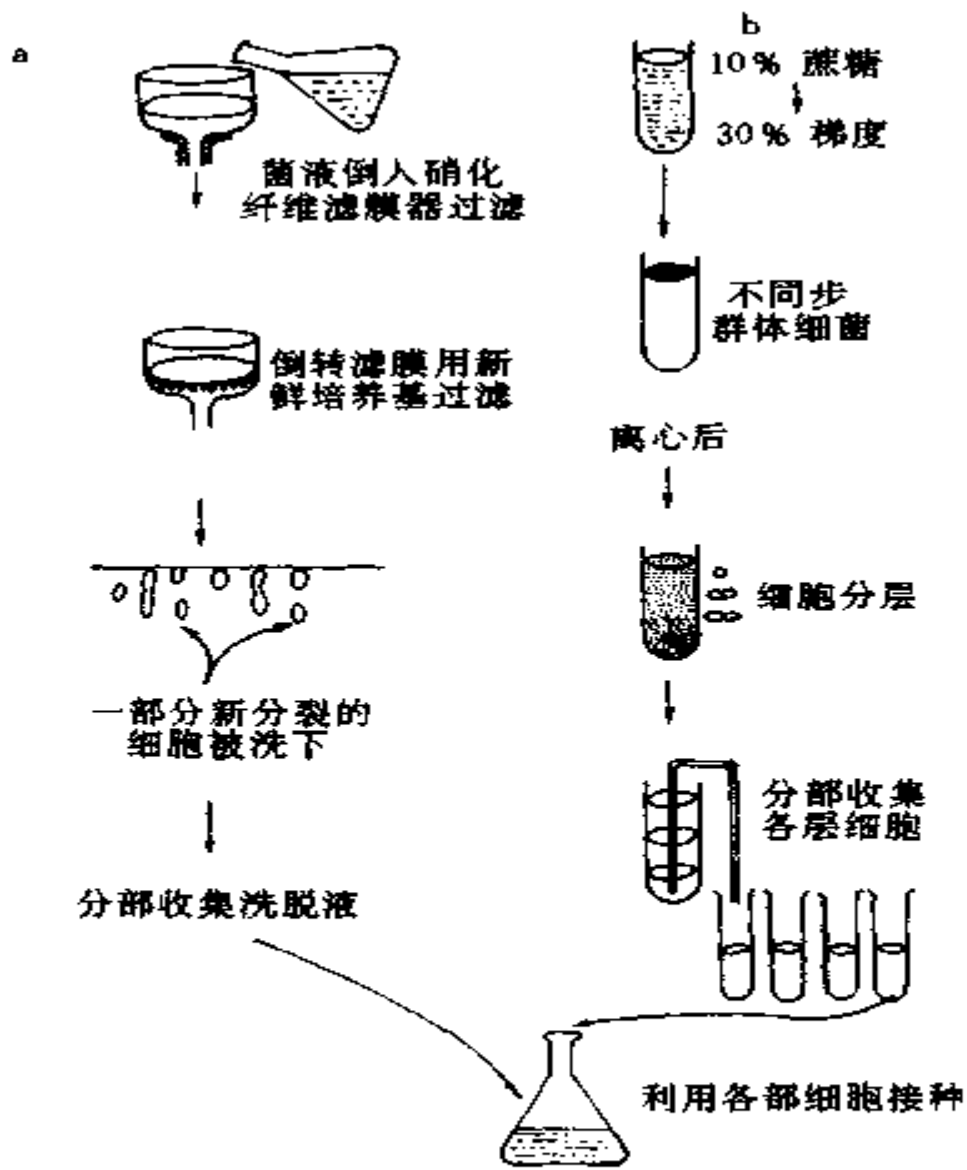 a
菌液倒入硝化
纤维滤膜器过滤
倒转滤膜用新
鲜培养基过滤
一部分新分裂的
细胞被洗下
分部收集洗脱液
b
10% 蔗糖
30% 梯度
不同步
群体细菌
离心后
细胞分层
分部收集
各层细胞
利用各部细胞接种